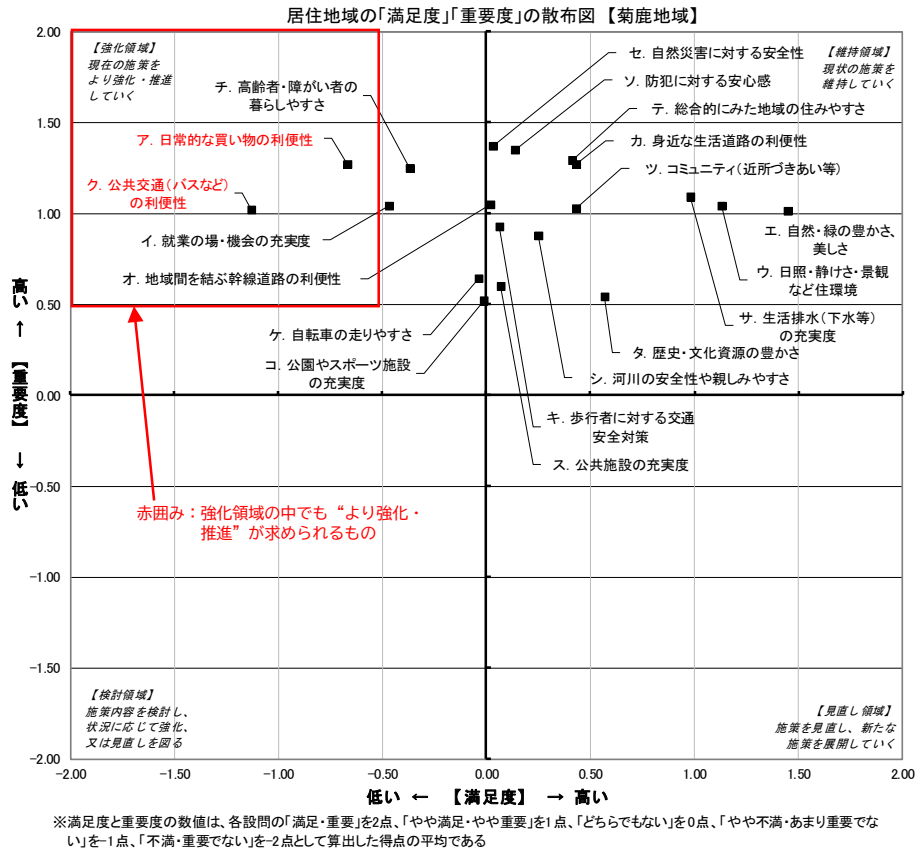 居住地域の「満足度」「重要度」の散布図 【菊鹿地域】
2.00
1.50
1.00
0.50
0.00
-0.50
-1.00
-1.50
-2.00
高い ↑ 【重要度】 ↓ 低い
【強化領域】
現在の施策を
より強化・推進
していく
【維持領域】
現状の施策を
維持していく
チ. 高齢者・障がい者の
暮らしやすさ
ア. 日常的な買い物の利便性
ク. 公共交通（バスなど）
の利便性
イ. 就業の場・機会の充実度
オ. 地域間を結ぶ幹線道路の利便性
ケ. 自転車の走りやすさ
コ. 公園やスポーツ施設
の充実度
セ. 自然災害に対する安全性
ソ. 防犯に対する安心感
テ. 総合的にみた地域の住みやすさ
カ. 身近な生活道路の利便性
ツ. コミュニティ（近所づきあい等）
エ. 自然・緑の豊かさ、
美しさ
ウ. 日照・静けさ・景観
など住環境
サ. 生活排水（下水等）
の充実度
タ. 歴史・文化資源の豊かさ
シ. 河川の安全性や親しみやすさ
キ. 歩行者に対する交通
安全対策
ス. 公共施設の充実度
赤囲み：強化領域の中でも“より強化・
推進”が求められるもの
【検討領域】
施策内容を検討し、
状況に応じて強化、
又は見直しを図る
【見直し領域】
施策を見直し、新たな
施策を展開していく
-2.00 -1.50 -1.00 -0.50 0.00 0.50 1.00 1.50 2.00
低い ← 【満足度】 → 高い
※満足度と重要度の数値は、各設問の「満足・重要」を2点、「やや満足・やや重要」を1点、「どちらでもない」を0点、「やや不満・あまり重要でな
い」を-1点、「不満・重要でない」を-2点として算出した得点の平均である